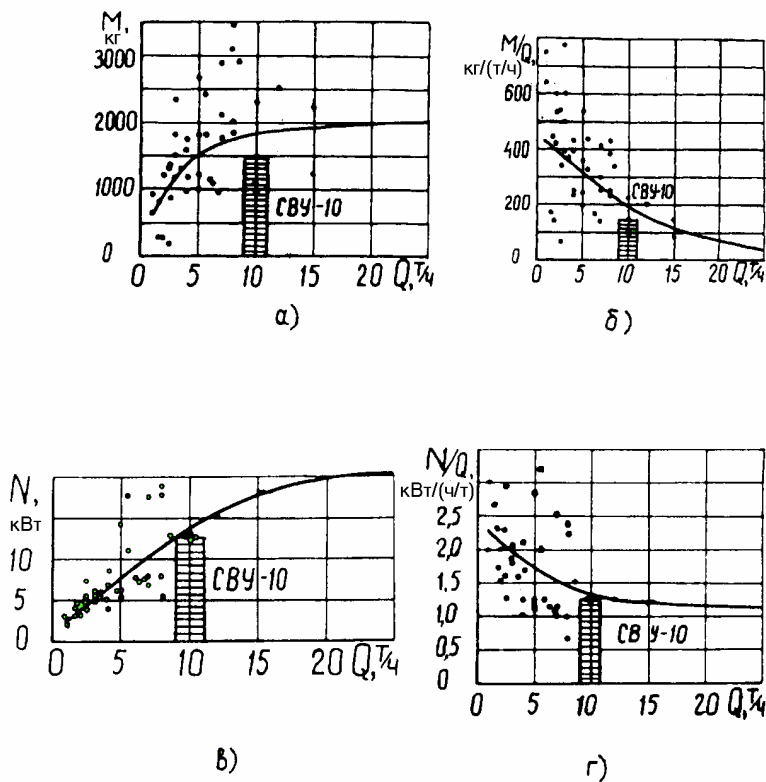 M,
кг
3000
2000
1000
0
0 5 10 15 20 Q, т/ч
СВУ-10
а)
M/Q,
кг/(т/ч)
600
400
200
0
0 5 10 15 20 Q, т/ч
СВУ-10
б)
N,
кВт
10
5
0
0 5 10 15 20 Q, т/ч
СВУ-10
в)
N/Q,
кВт/(ч/т)
2,5
2,0
1,5
1,0
0,5
0
0 5 10 15 20 Q, т/ч
СВУ-10
г)